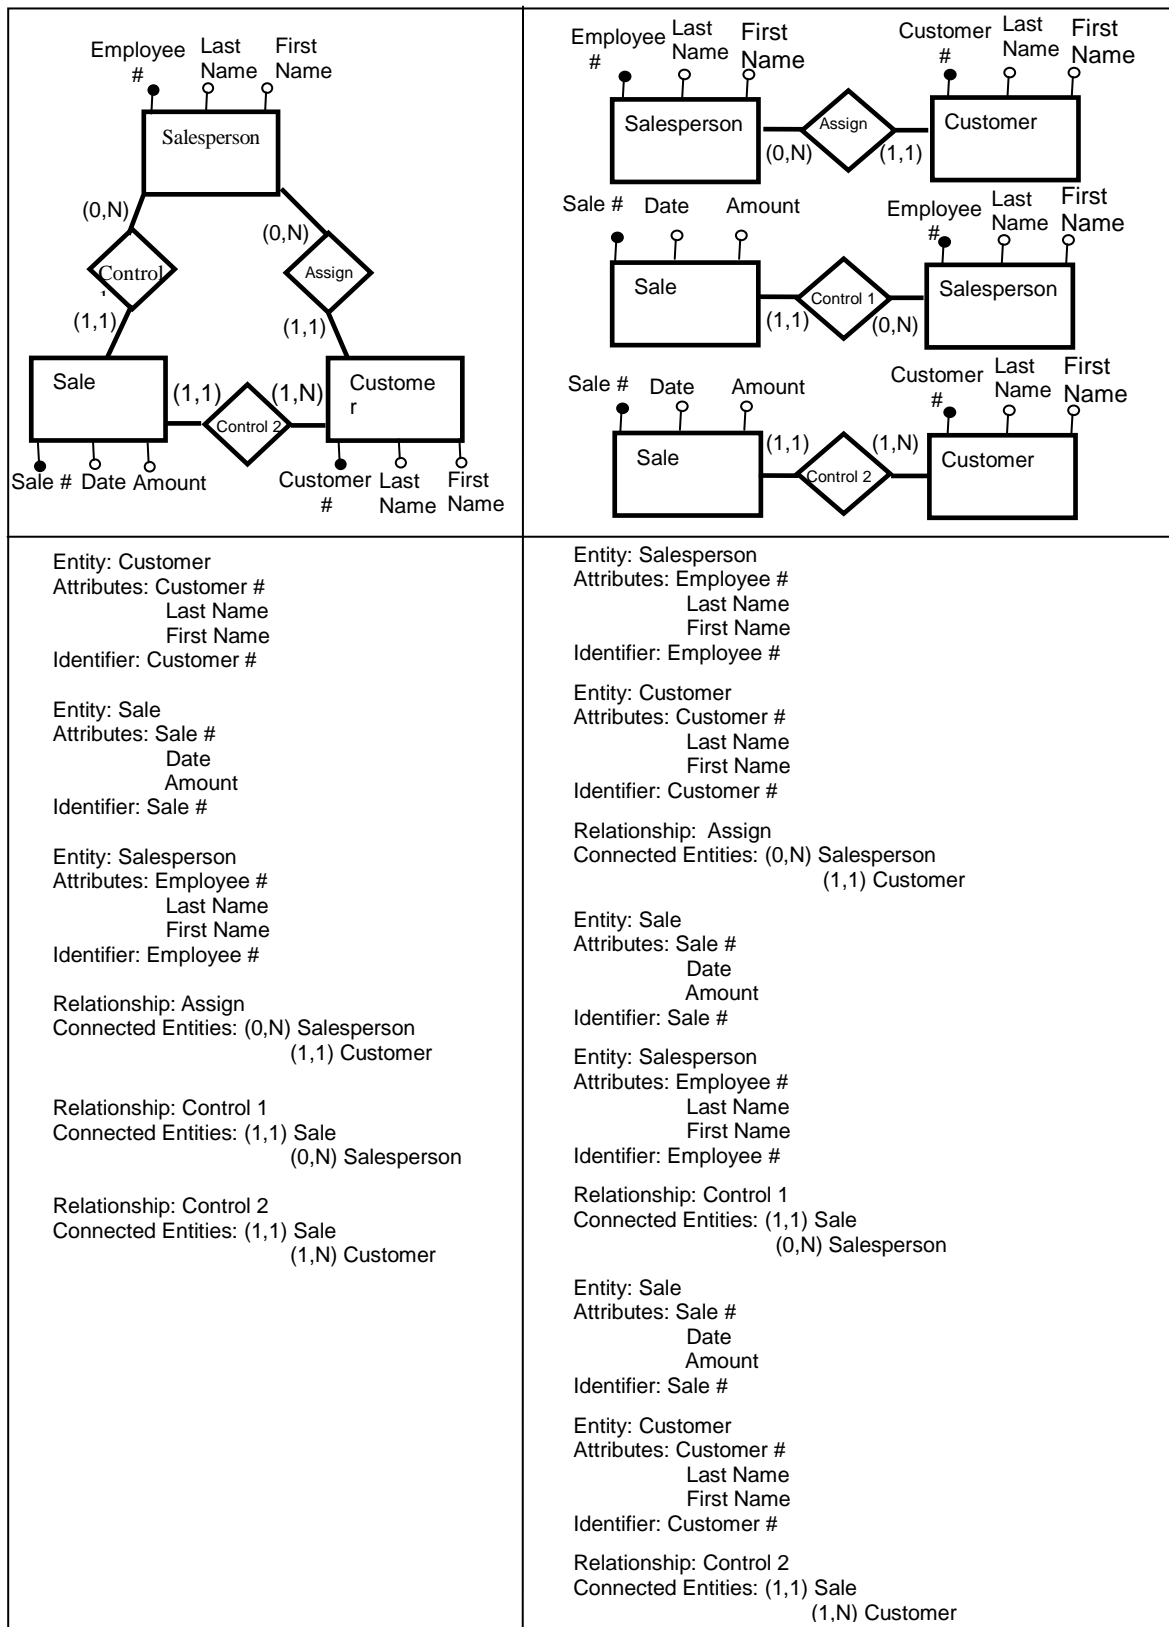 Employee
#
Last
Name
First
Name
Salesperson
(0,N)
(0,N)
Control
1
Assign
(1,1)
(1,1)
Sale
(1,1)
(1,N)
Custome
r
Control 2
Sale #
Date
Amount
Customer
#
Last
Name
First
Name
Employee
#
Last
Name
First
Name
Customer
#
Last
Name
First
Name
Salesperson
Assign
Customer
(0,N)
(1,1)
Sale #
Date
Amount
Employee
#
Last
Name
First
Name
Sale
Control 1
Salesperson
(1,1)
(0,N)
Sale #
Date
Amount
Customer
#
Last
Name
First
Name
Sale
(1,1)
(1,N)
Control 2
Customer
Entity: Customer
Attributes: Customer #
Last Name
First Name
Identifier: Customer #
Entity: Sale
Attributes: Sale #
Date
Amount
Identifier: Sale #
Entity: Salesperson
Attributes: Employee #
Last Name
First Name
Identifier: Employee #
Relationship: Assign
Connected Entities: (0,N) Salesperson
(1,1) Customer
Relationship: Control 1
Connected Entities: (1,1) Sale
(0,N) Salesperson
Relationship: Control 2
Connected Entities: (1,1) Sale
(1,N) Customer
Entity: Salesperson
Attributes: Employee #
Last Name
First Name
Identifier: Employee #
Entity: Customer
Attributes: Customer #
Last Name
First Name
Identifier: Customer #
Relationship: Assign
Connected Entities: (0,N) Salesperson
(1,1) Customer
Entity: Sale
Attributes: Sale #
Date
Amount
Identifier: Sale #
Entity: Salesperson
Attributes: Employee #
Last Name
First Name
Identifier: Employee #
Relationship: Control 1
Connected Entities: (1,1) Sale
(0,N) Salesperson
Entity: Sale
Attributes: Sale #
Date
Amount
Identifier: Sale #
Entity: Customer
Attributes: Customer #
Last Name
First Name
Identifier: Customer #
Relationship: Control 2
Connected Entities: (1,1) Sale
(1,N) Customer